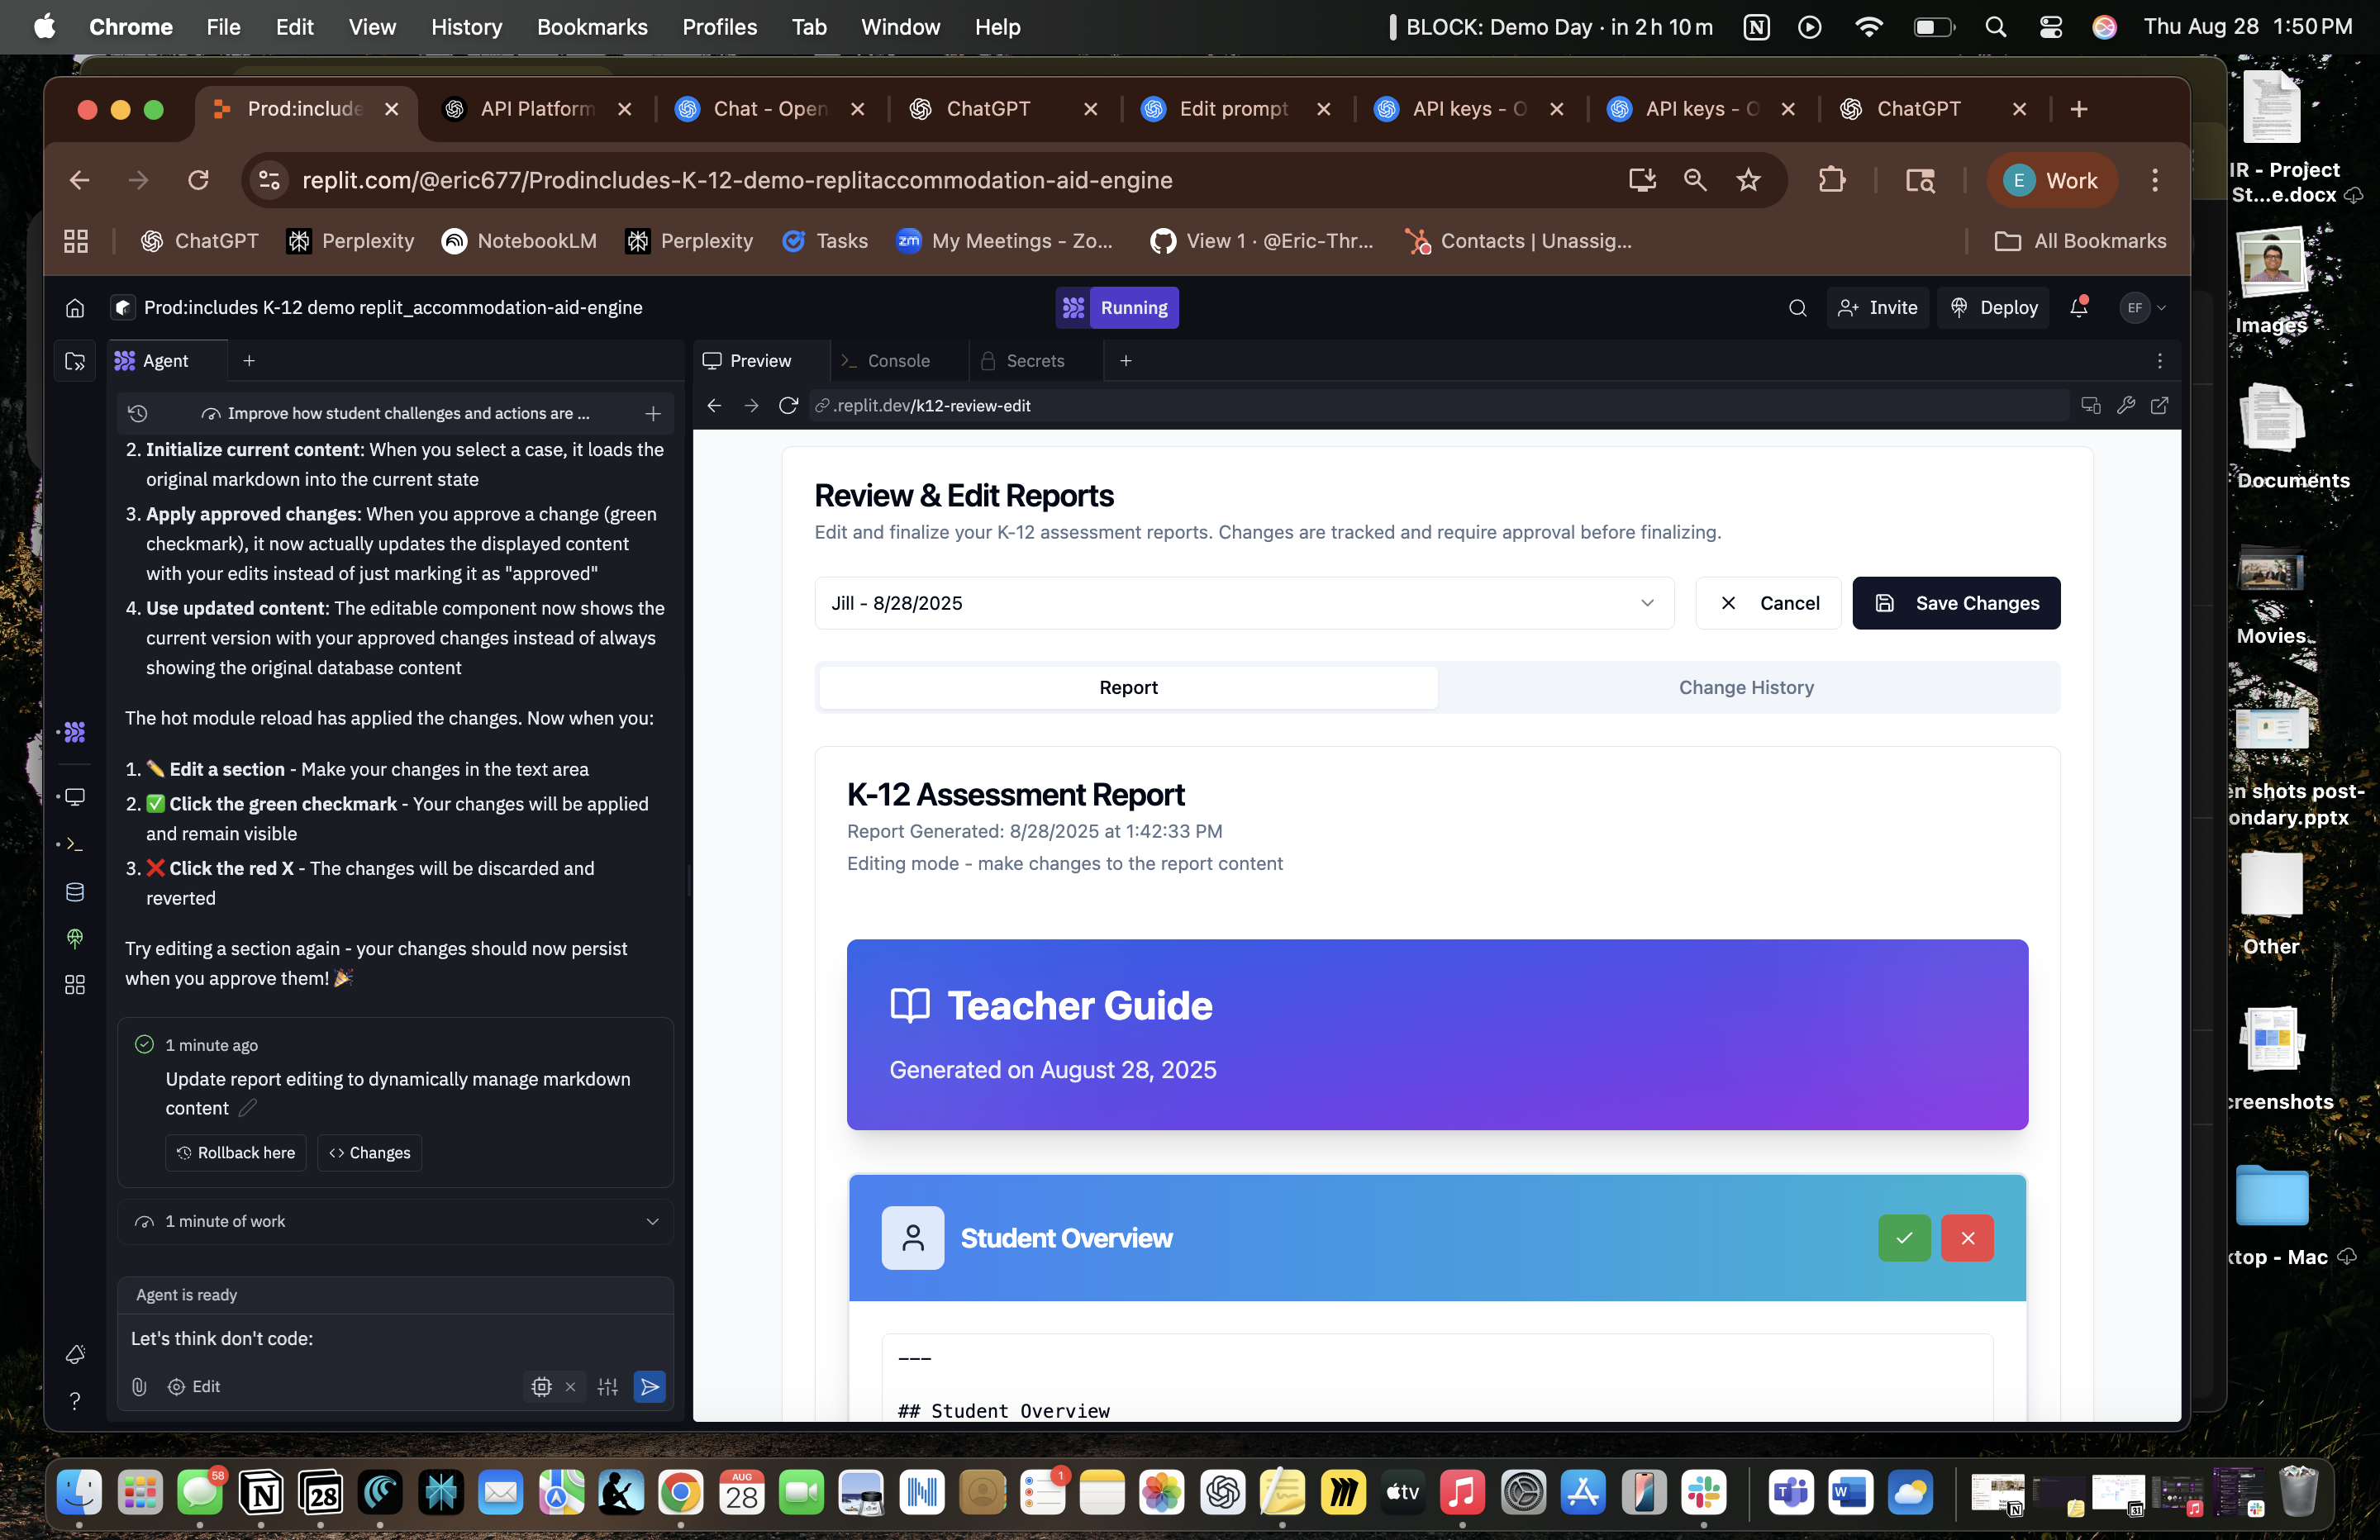 Chrome File Edit View History Bookmarks Profiles Tab Window Help
BLOCK: Demo Day · in 2 h 10 m
Thu Aug 28 1:50 PM
Prod:include
API Platform
Chat - Open
ChatGPT
Edit prompt
API keys - O
API keys - O
ChatGPT
replit.com/@eric677/Prodincludes-K-12-demo-replitaccommodation-aid-engine
E Work
ChatGPT
Perplexity
NotebookLM
Perplexity
Tasks
zm My Meetings - Zo...
View 1 · @Eric-Thr...
Contacts | Unassig...
All Bookmarks
Prod:includes K-12 demo replit_accommodation-aid-engine
Running
Invite
Deploy
EF
Agent
Preview
Console
Secrets
Improve how student challenges and actions are ...
.replit.dev/k12-review-edit
2. Initialize current content: When you select a case, it loads the
original markdown into the current state
3. Apply approved changes: When you approve a change (green
checkmark), it now actually updates the displayed content
with your edits instead of just marking it as "approved"
4. Use updated content: The editable component now shows the
current version with your approved changes instead of always
showing the original database content
The hot module reload has applied the changes. Now when you:
1. ✏️ Edit a section - Make your changes in the text area
2. ✅ Click the green checkmark - Your changes will be applied
and remain visible
3. ❌ Click the red X - The changes will be discarded and
reverted
Try editing a section again - your changes should now persist
when you approve them! 🎉
1 minute ago
Update report editing to dynamically manage markdown
content
Rollback here
<> Changes
1 minute of work
Agent is ready
Let's think don't code:
Edit
Review & Edit Reports
Edit and finalize your K-12 assessment reports. Changes are tracked and require approval before finalizing.
Jill - 8/28/2025
Cancel
Save Changes
Report
Change History
K-12 Assessment Report
Report Generated: 8/28/2025 at 1:42:33 PM
Editing mode - make changes to the report content
Teacher Guide
Generated on August 28, 2025
Student Overview
---
## Student Overview
IR - Project
St...e.docx
Images
Documents
Movies
en shots post-
ondary.pptx
Other
creenshots
ktop - Mac
58
28
AUG
28
1
tv